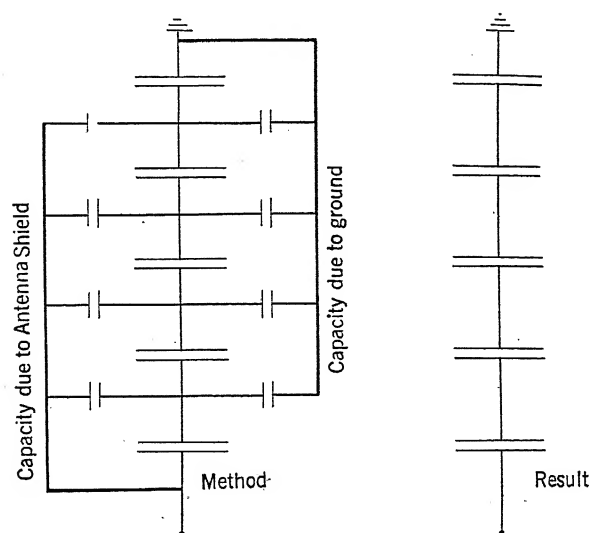 Capacity due to Antenna Shield
Capacity due to ground
Method
Result